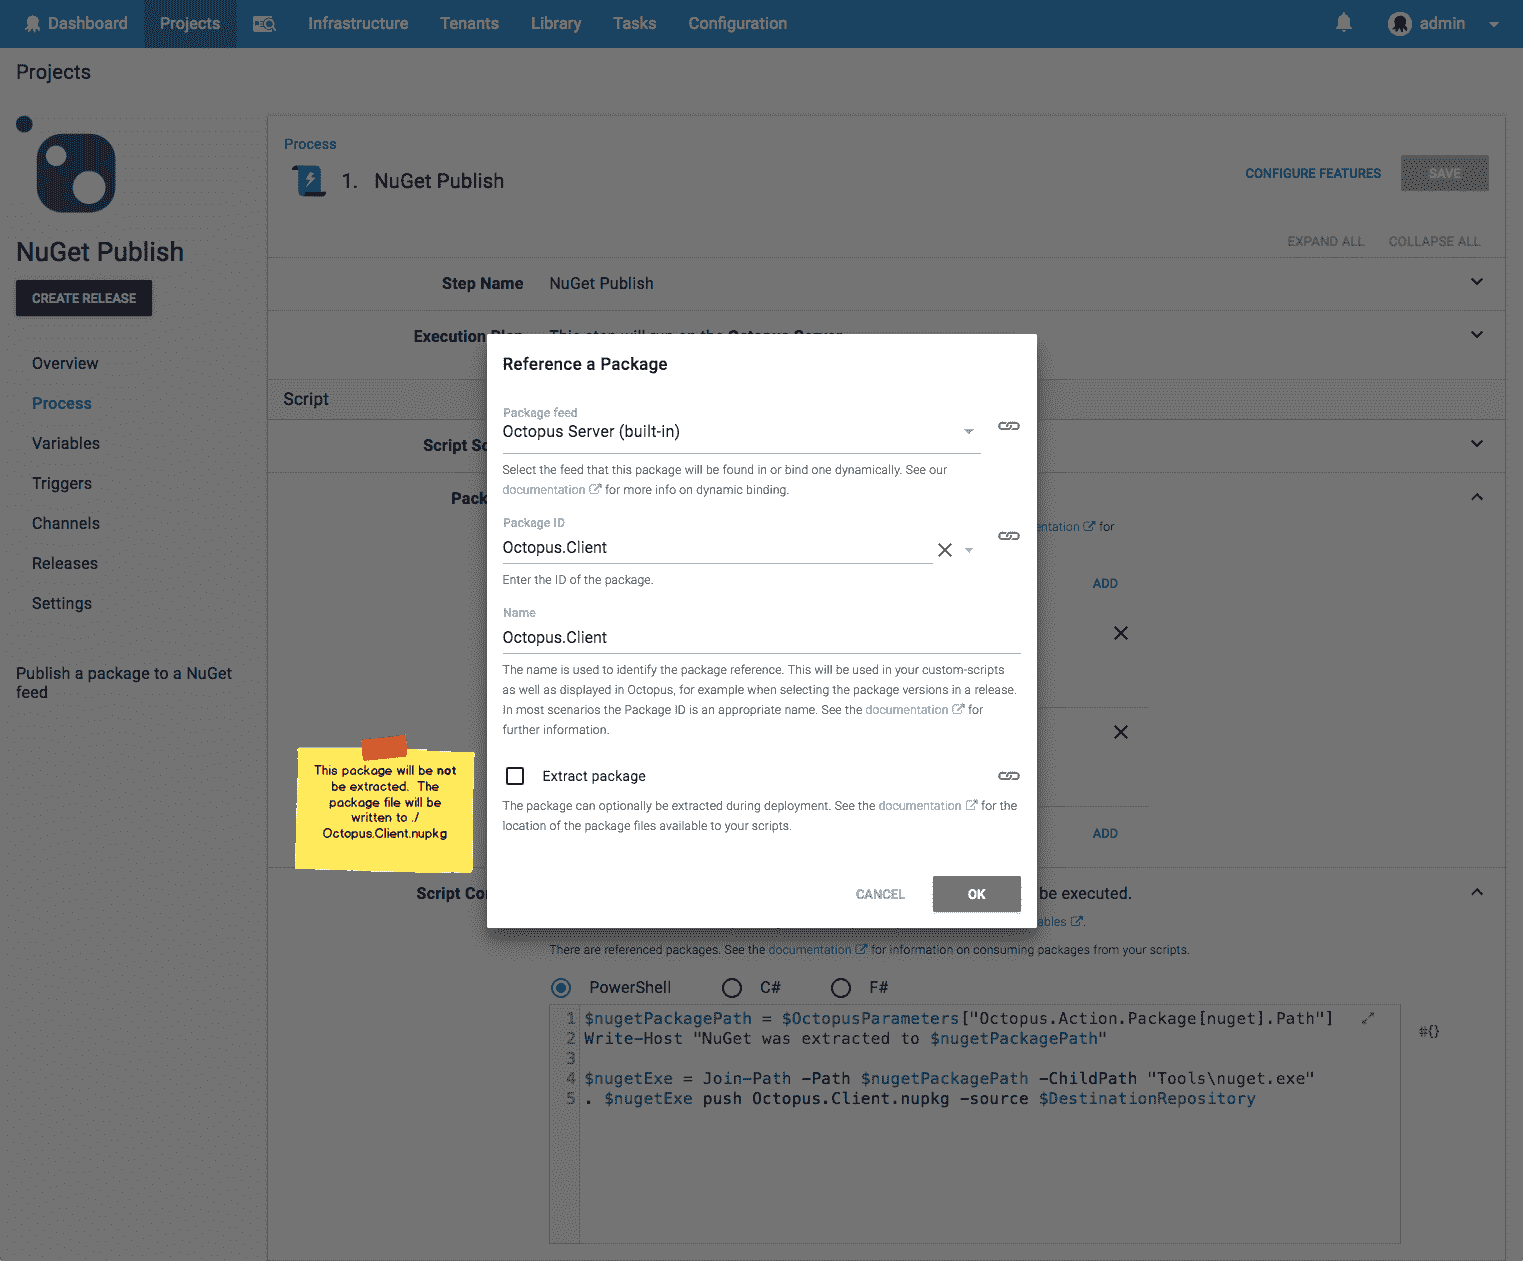 Dashboard Projects Infrastructure Tenants Library Tasks Configuration admin
Projects
NuGet Publish
CREATE RELEASE
Overview
Process
Variables
Triggers
Channels
Releases
Settings
Publish a package to a NuGet
feed
Process
1. NuGet Publish
CONFIGURE FEATURES SAVE
EXPAND ALL COLLAPSE ALL
Step Name NuGet Publish
Execution
Script
Script
Reference a Package
Package feed
Octopus Server (built-in)
Select the feed that this package will be found in or bind one dynamically. See our
documentation for more info on dynamic binding.
Package ID
Octopus.Client
Enter the ID of the package.
Name
Octopus.Client
The name is used to identify the package reference. This will be used in your custom-scripts
as well as displayed in Octopus, for example when selecting the package versions in a release.
In most scenarios the Package ID is an appropriate name. See the documentation for
further information.
Extract package
The package can optionally be extracted during deployment. See the documentation for the
location of the package files available to your scripts.
CANCEL OK
for
ADD
ADD
This package will be not
be extracted. The
package file will be
written to ./
Octopus.Client.nupkg
Script be executed.
There are referenced packages. See the documentation for information on consuming packages from your scripts.
PowerShell C# F#
1 $nugetPackagePath = $OctopusParameters["Octopus.Action.Package[nuget].Path"]
2 Write-Host "NuGet was extracted to $nugetPackagePath"
3
4 $nugetExe = Join-Path -Path $nugetPackagePath -ChildPath "Tools\nuget.exe"
5 . $nugetExe push Octopus.Client.nupkg -source $DestinationRepository
#{}